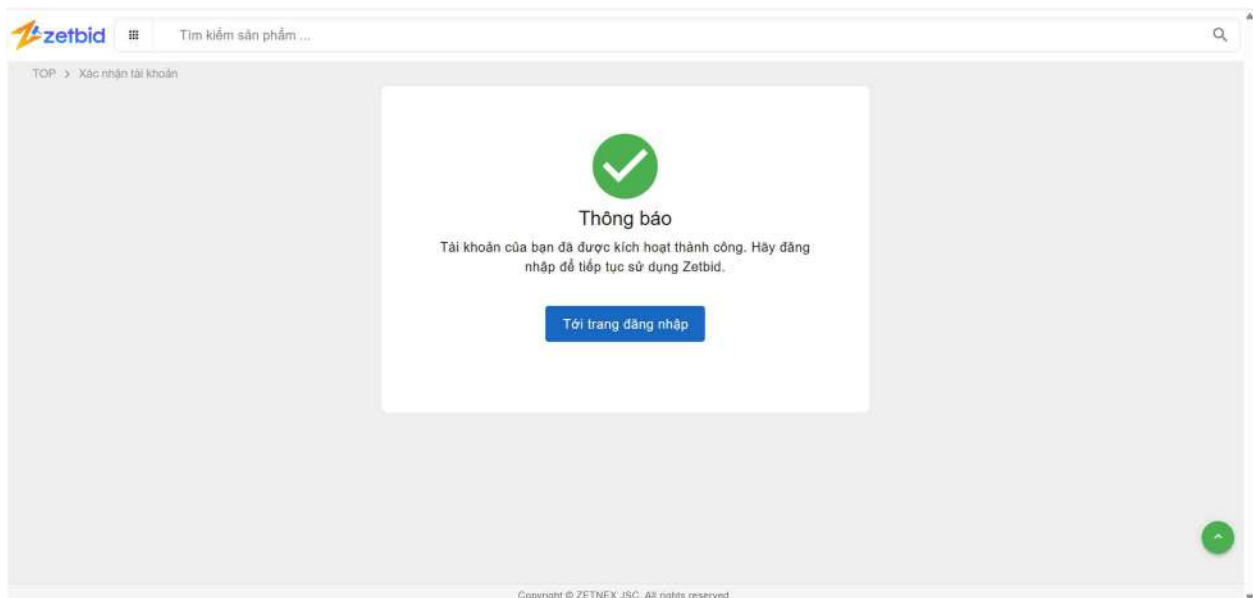 zetbid
Tìm kiếm sản phẩm ...
TOP > Xác nhận tài khoản
Thông báo
Tài khoản của bạn đã được kích hoạt thành công. Hãy đăng
nhập để tiếp tục sử dụng Zetbid.
Tới trang đăng nhập
Copyright © ZETNEX JSC. All rights reserved